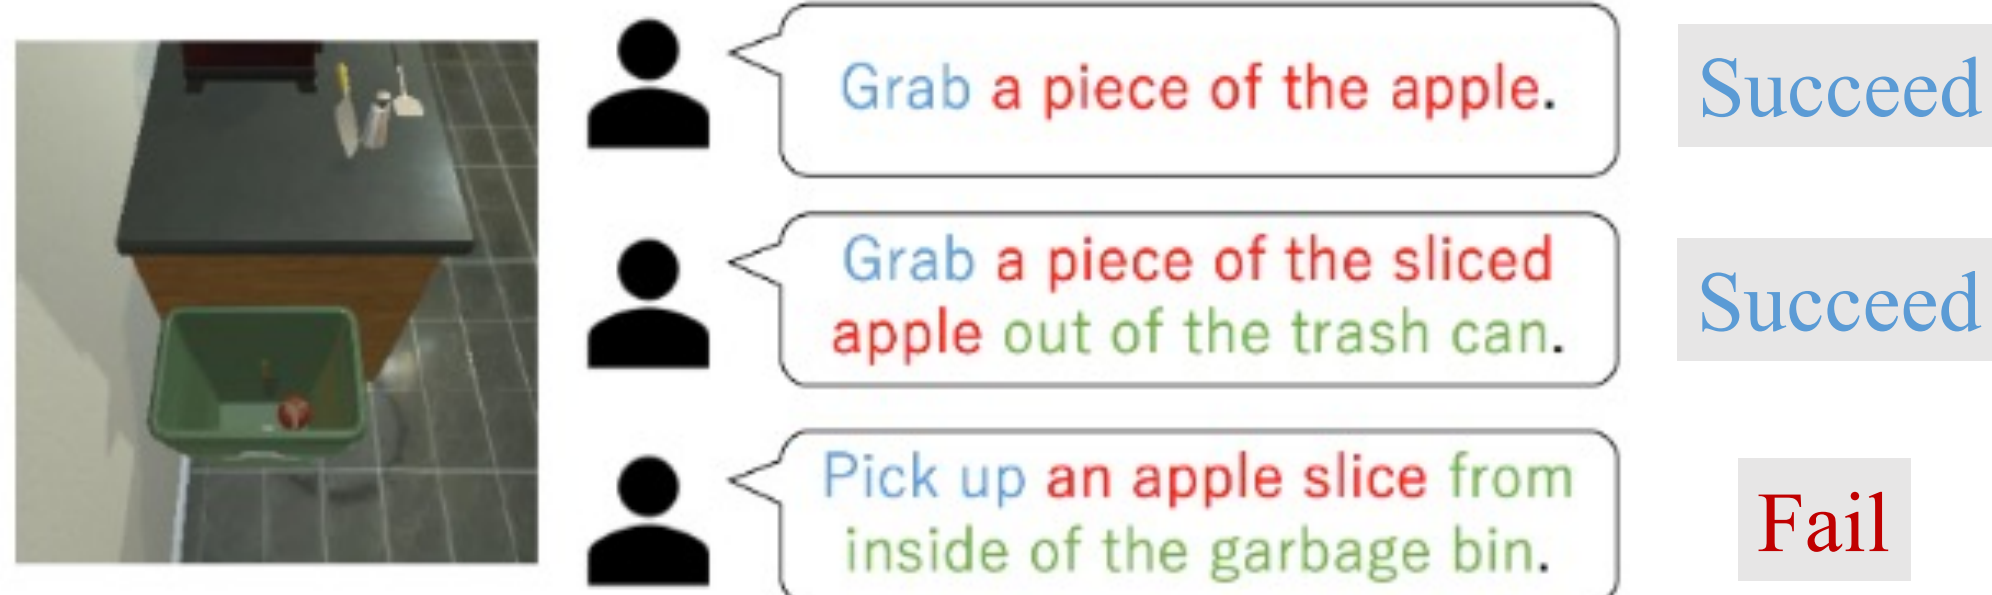 Grab a piece of the apple.
Succeed
Grab a piece of the sliced
apple out of the trash can.
Succeed
Pick up an apple slice from
inside of the garbage bin.
Fail